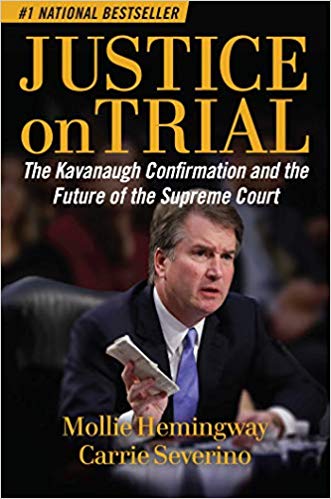 #1 NATIONAL BESTSELLER
JUSTICE
on TRIAL
The Kavanaugh Confirmation and the
Future of the Supreme Court
Mollie Hemingway
Carrie Severino